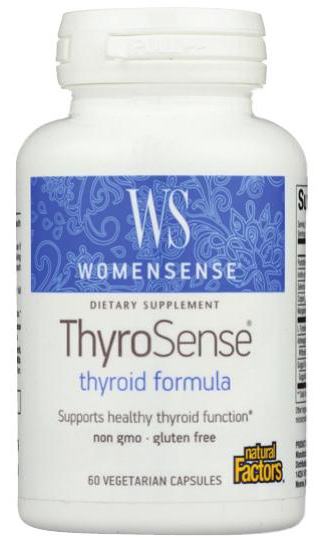 WS
WOMENSENSE®
DIETARY SUPPLEMENT
ThyroSense®
thyroid formula
Supports healthy thyroid function*
non gmo · gluten free
natural
Factors®
60 VEGETARIAN CAPSULES